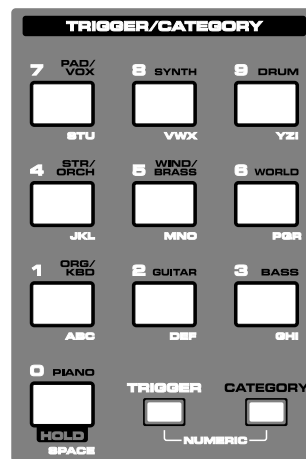 TRIGGER/CATEGORY
7 PAD/
VOX
8 SYNTH
9 DRUM
STU
VWX
YZ!
4 STR/
ORCH
5 WIND/
BRASS
6 WORLD
JKL
MNO
PQR
1 ORG/
KBD
2 GUITAR
3 BASS
ABC
DEF
GHI
0 PIANO
TRIGGER
CATEGORY
HOLD
NUMERIC
SPACE